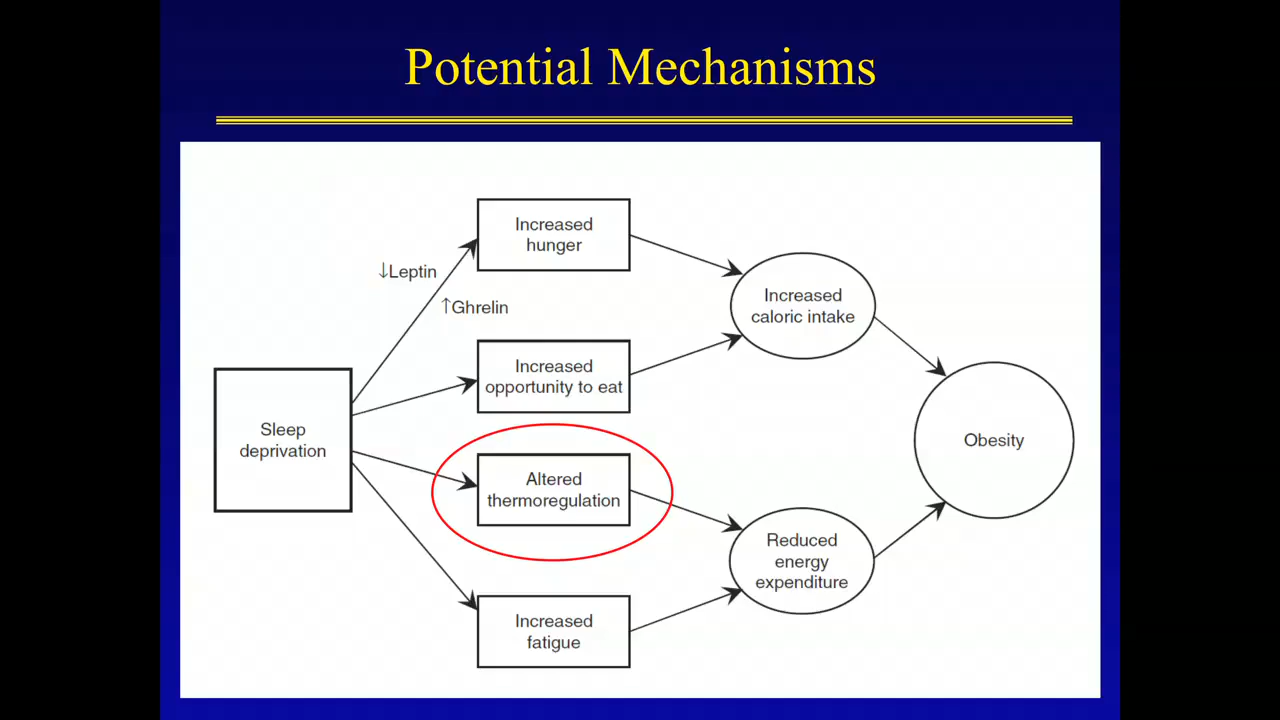 Potential Mechanisms
Increased
hunger
↓Leptin
↑Ghrelin
Increased
caloric intake
Increased
opportunity to eat
Sleep
deprivation
Obesity
Altered
thermoregulation
Reduced
energy
expenditure
Increased
fatigue